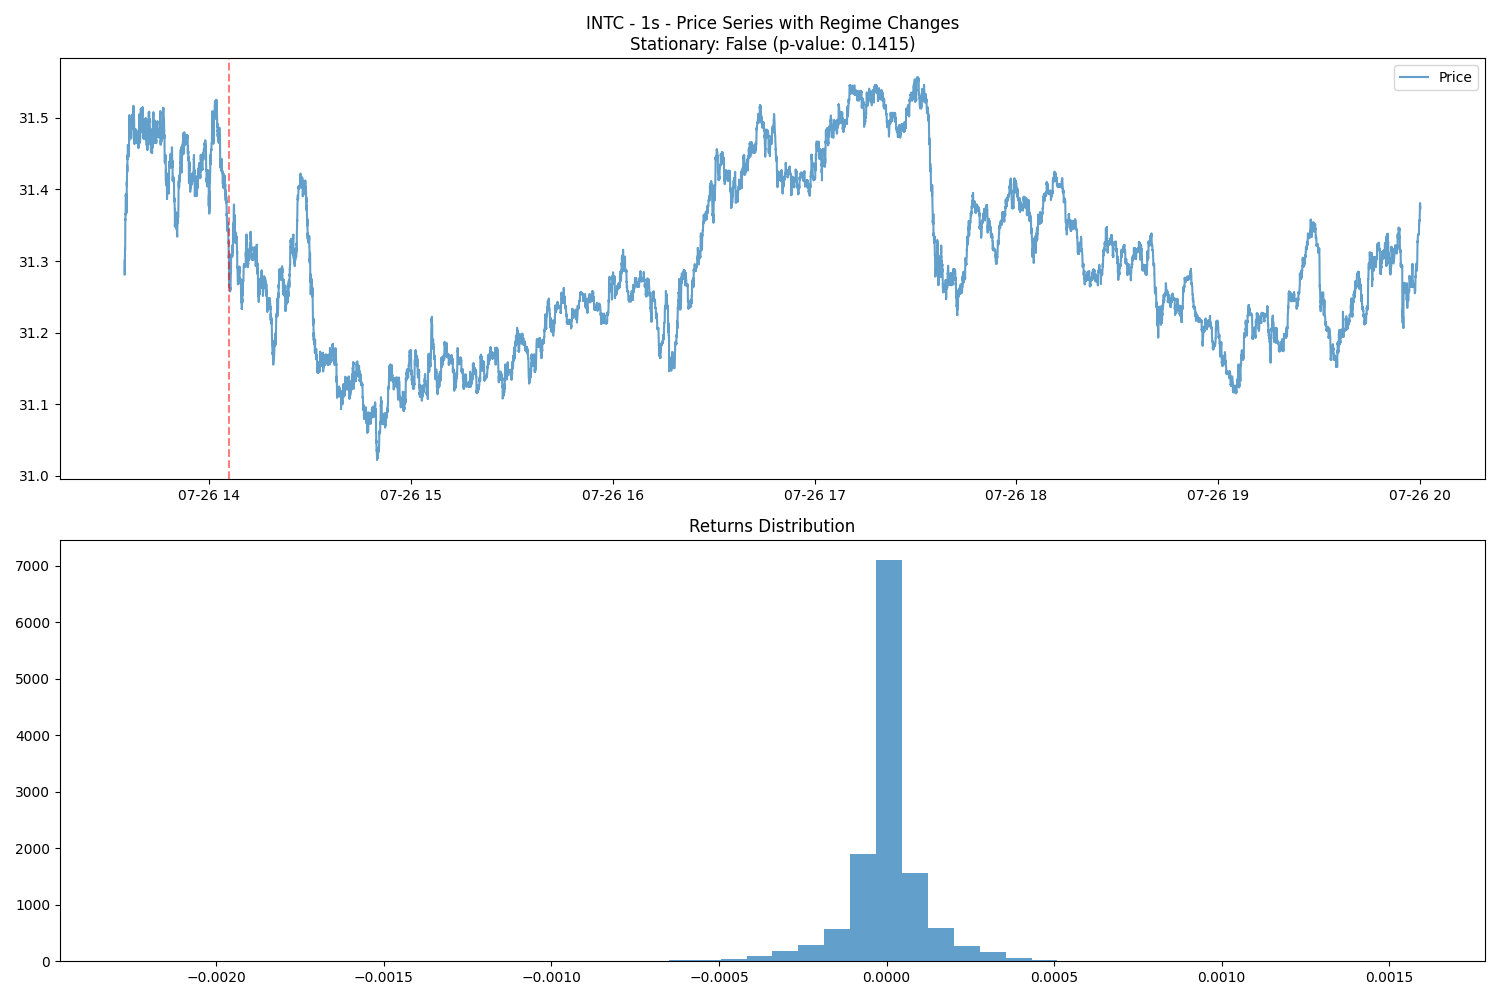 INTC - 1s - Price Series with Regime Changes
Stationary: False (p-value: 0.1415)
Price
31.5
31.4
31.3
31.2
31.1
31.0
07-26 14 07-26 15 07-26 16 07-26 17 07-26 18 07-26 19 07-26 20
Returns Distribution
7000
6000
5000
4000
3000
2000
1000
0
−0.0020 −0.0015 −0.0010 −0.0005 0.0000 0.0005 0.0010 0.0015